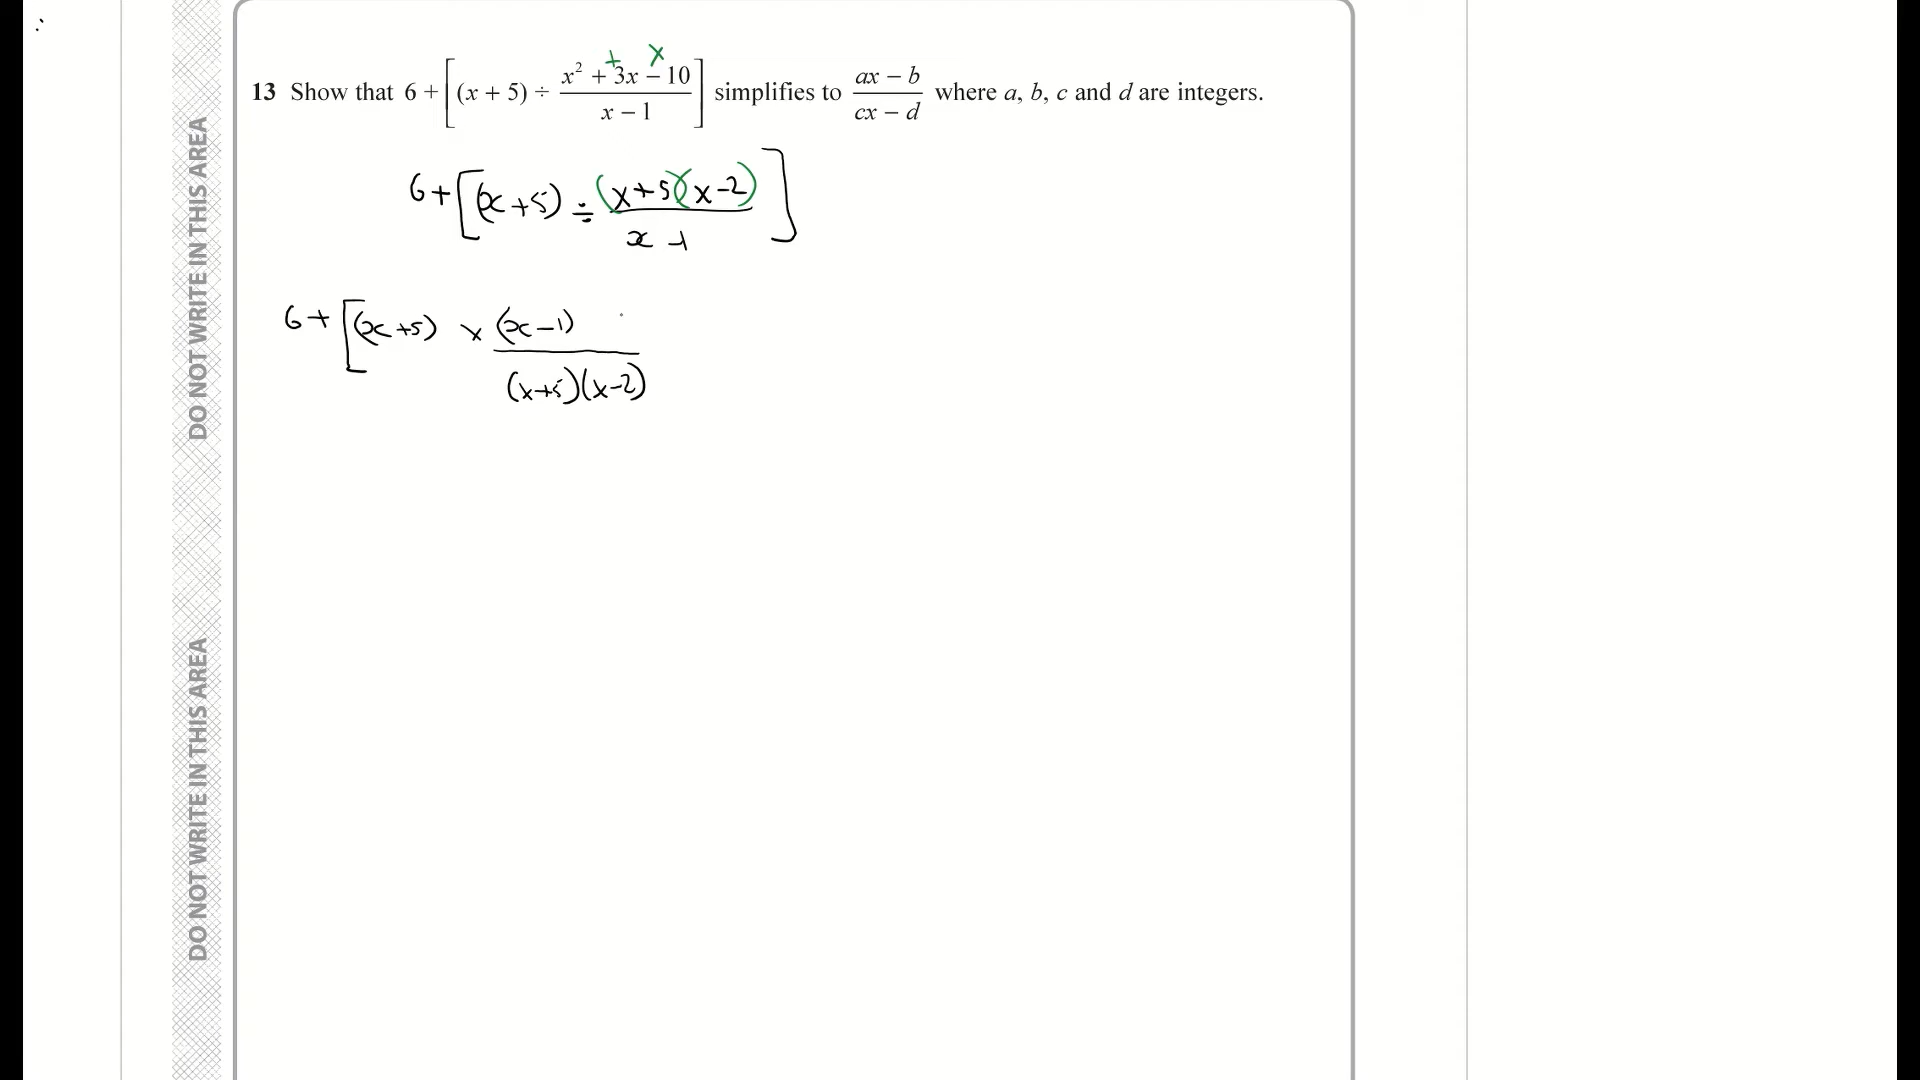 13 Show that 6 + [(x + 5) ÷ (x² + 3x − 10)/(x − 1)] simplifies to (ax − b)/(cx − d) where a, b, c and d are integers.
+ x
6+[(x+5) ÷ (x+5)(x-2)/x -1]
6+[(x+5) × (x-1)/(x+5)(x-2)
DO NOT WRITE IN THIS AREA
DO NOT WRITE IN THIS AREA